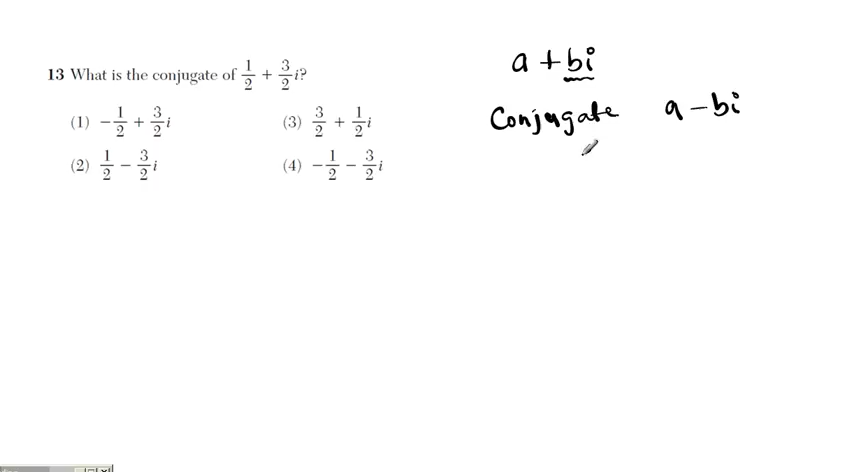 13 What is the conjugate of 1/2 + 3/2 i?
(1) -1/2 + 3/2 i
(2) 1/2 - 3/2 i
(3) 3/2 + 1/2 i
(4) -1/2 - 3/2 i
a + bi
Conjugate a - bi